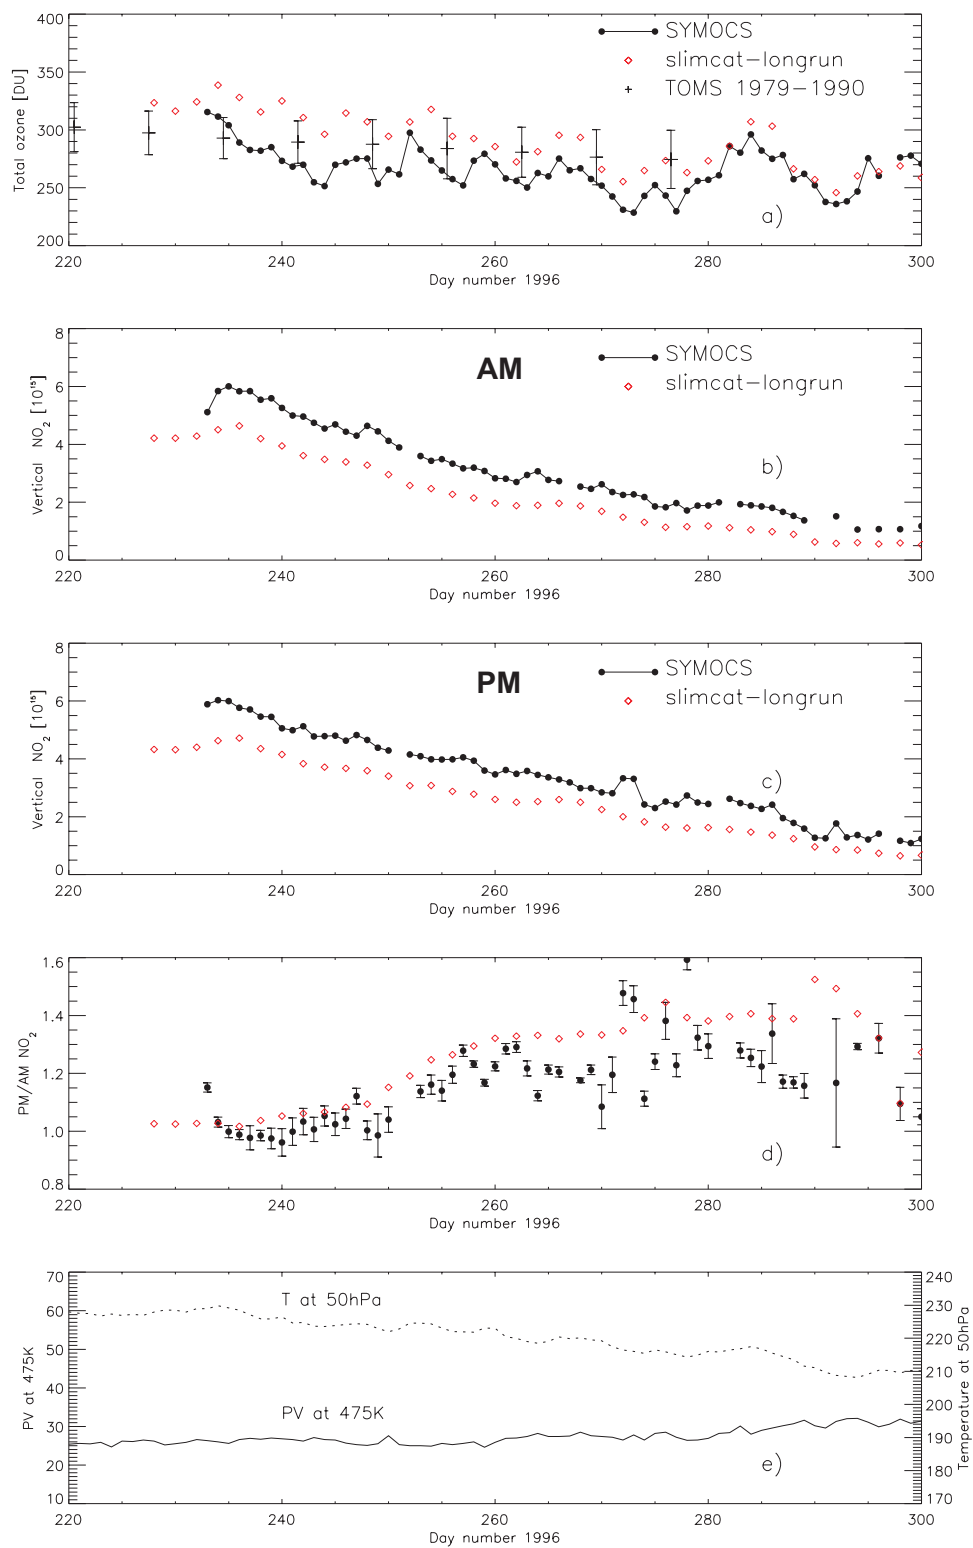 400
350
300
250
200
Total ozone [DU]
SYMOCS
slimcat-longrun
TOMS 1979-1990
a)
220 240 260 280 300
Day number 1996
8
6
4
2
0
Vertical NO₂ [10¹⁵]
AM
SYMOCS
slimcat-longrun
b)
220 240 260 280 300
Day number 1996
8
6
4
2
0
Vertical NO₂ [10¹⁵]
PM
SYMOCS
slimcat-longrun
c)
220 240 260 280 300
Day number 1996
1.6
1.4
1.2
1.0
0.8
PM/AM NO₂
d)
220 240 260 280 300
Day number 1996
70
60
50
40
30
20
10
PV at 475K
T at 50hPa
PV at 475K
e)
240
230
220
210
200
190
180
170
Temperature at 50hPa
220 240 260 280 300
Day number 1996